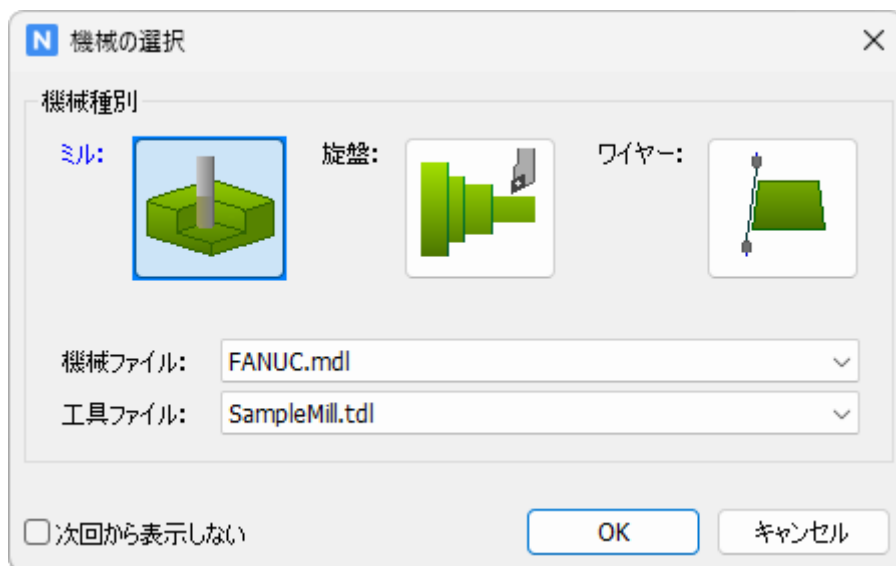 N 機械の選択
機械種別
ミル: 旋盤: ワイヤー:
機械ファイル: FANUC.mdl
工具ファイル: SampleMill.tdl
次回から表示しない OK キャンセル